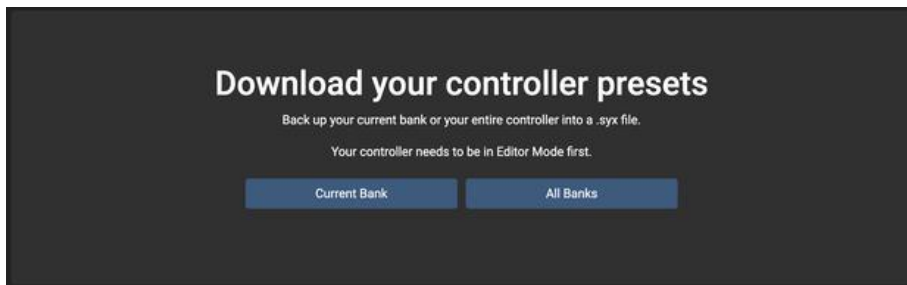 Download your controller presets
Back up your current bank or your entire controller into a .syx file.
Your controller needs to be in Editor Mode first.
Current Bank
All Banks